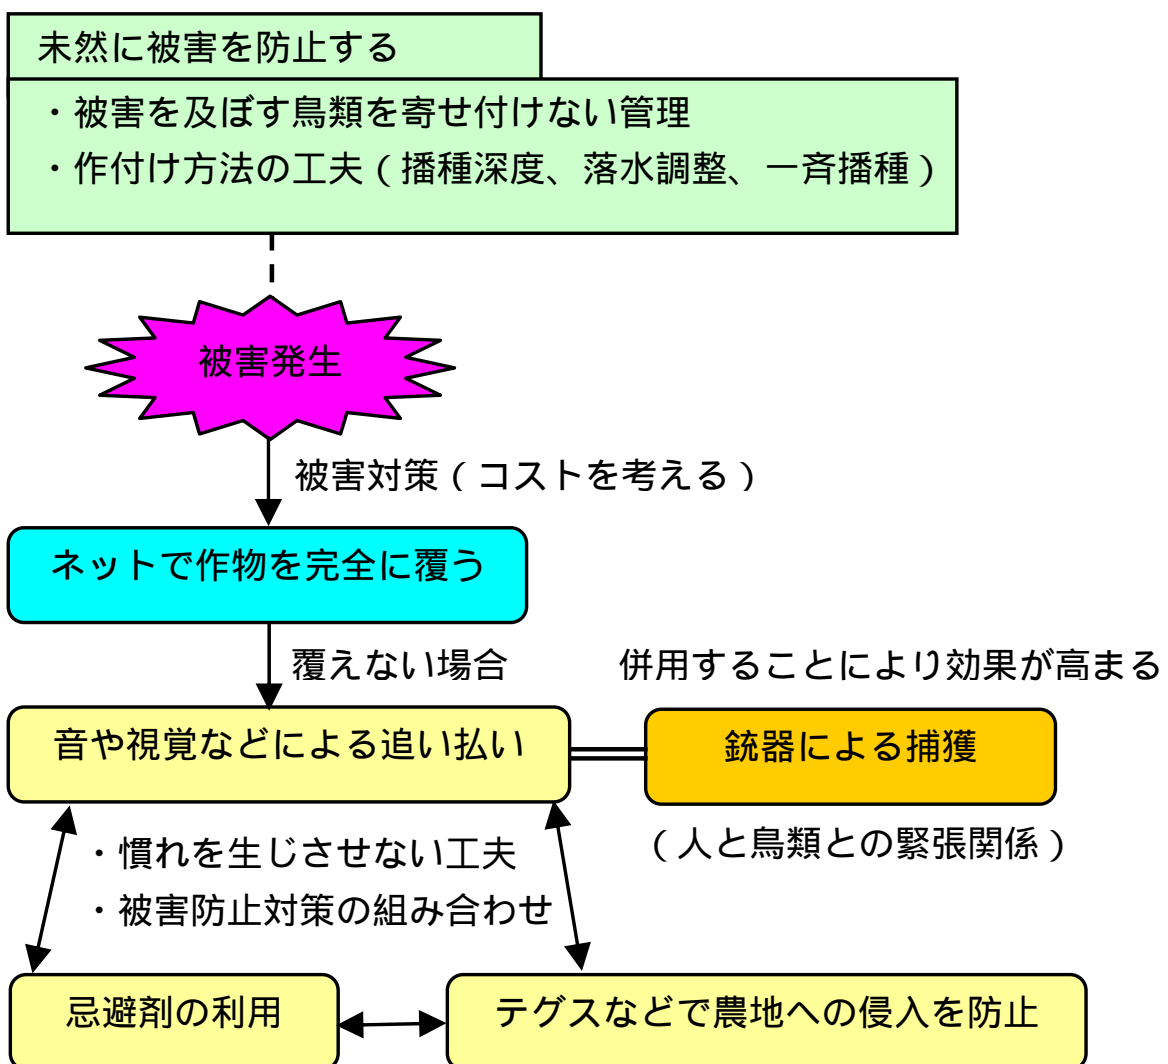 未然に被害を防止する
・被害を及ぼす鳥類を寄せ付けない管理
・作付け方法の工夫（播種深度、落水調整、一斉播種）
被害発生
被害対策（コストを考える）
ネットで作物を完全に覆う
覆えない場合
併用することにより効果が高まる
音や視覚などによる追い払い
銃器による捕獲
（人と鳥類との緊張関係）
・慣れを生じさせない工夫
・被害防止対策の組み合わせ
忌避剤の利用
テグスなどで農地への侵入を防止